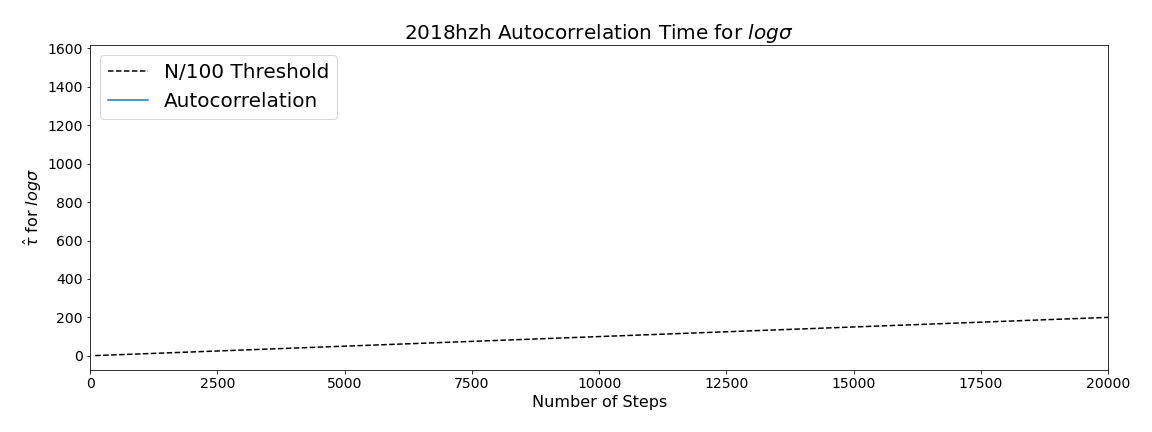 2018hzh Autocorrelation Time for logσ
N/100 Threshold
Autocorrelation
1600
1400
1200
1000
800
600
400
200
0
τ̂ for logσ
0 2500 5000 7500 10000 12500 15000 17500 20000
Number of Steps